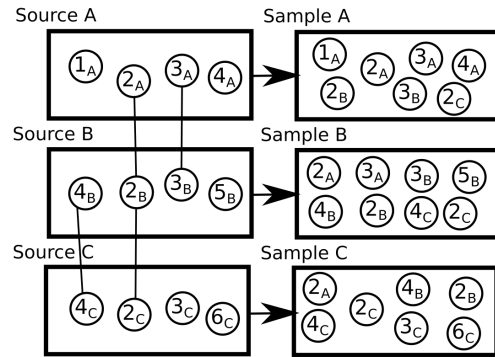 Source A
Sample A
1A 2A 3A 4A
1A 2A 3A 4A
2B 3B 2C
Source B
Sample B
4B 2B 3B 5B
2A 3A 3B 5B
4B 2B 4C 2C
Source C
Sample C
4C 2C 3C 6C
2A 2C 4B 2B
4C 3C 6C